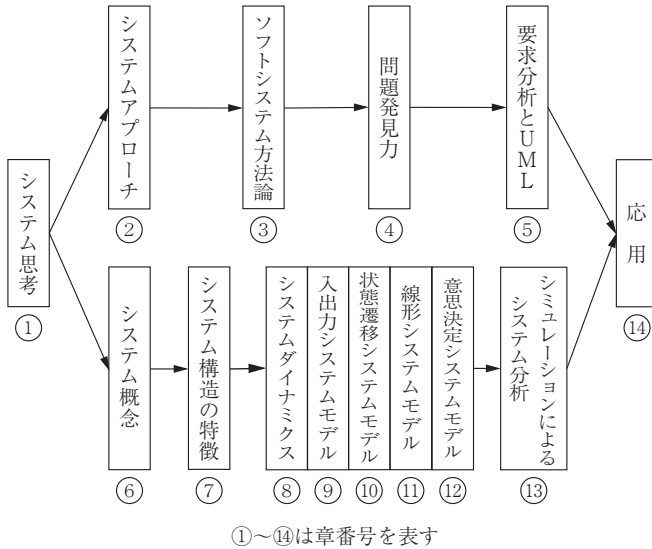 システム思考
①
システムアプローチ
②
ソフトシステム方法論
③
問題発見力
④
要求分析とUML
⑤
システム概念
⑥
システム構造の特徴
⑦
システムダイナミクス
⑧
入出力システムモデル
⑨
状態遷移システムモデル
⑩
線形システムモデル
⑪
意思決定システムモデル
⑫
シミュレーションによる
システム分析
⑬
応用
⑭
①〜⑭は章番号を表す